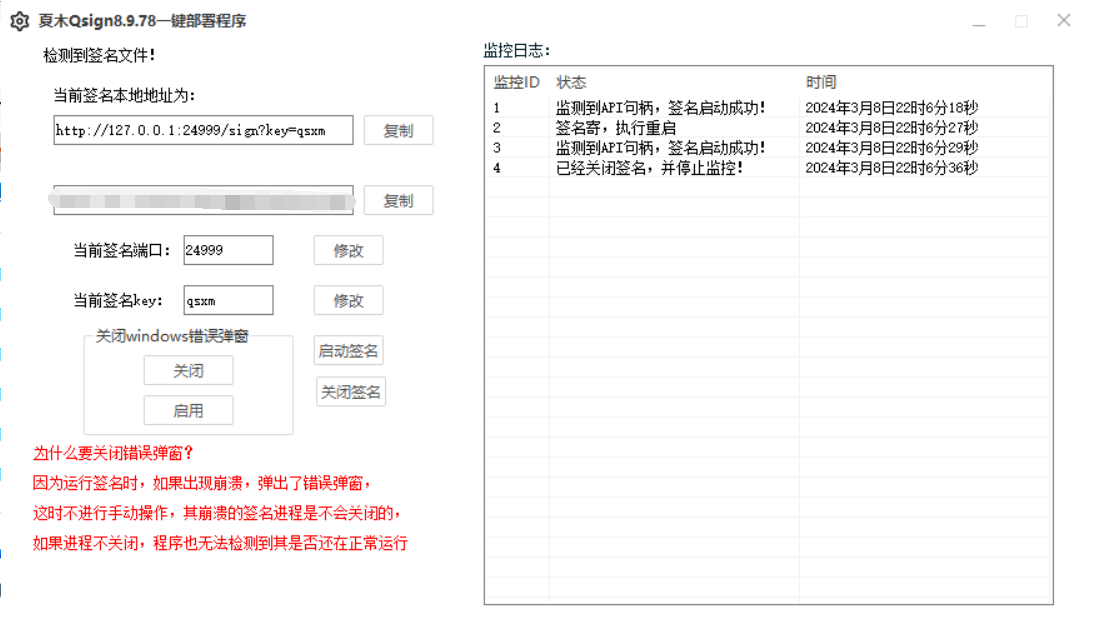 夏木Qsign8.9.78一键部署程序
检测到签名文件！
当前签名本地地址为：
http://127.0.0.1:24999/sign?key=qsxm
复制
复制
当前签名端口：
24999
修改
当前签名key：
qsxm
修改
关闭windows错误弹窗
关闭
启用
启动签名
关闭签名
为什么要关闭错误弹窗？
因为运行签名时，如果出现崩溃，弹出了错误弹窗，
这时不进行手动操作，其崩溃的签名进程是不会关闭的，
如果进程不关闭，程序也无法检测到其是否还在正常运行
监控日志：
监控ID 状态 时间
1 监测到API句柄，签名启动成功！ 2024年3月8日22时6分18秒
2 签名寄，执行重启 2024年3月8日22时6分27秒
3 监测到API句柄，签名启动成功！ 2024年3月8日22时6分29秒
4 已经关闭签名，并停止监控！ 2024年3月8日22时6分36秒